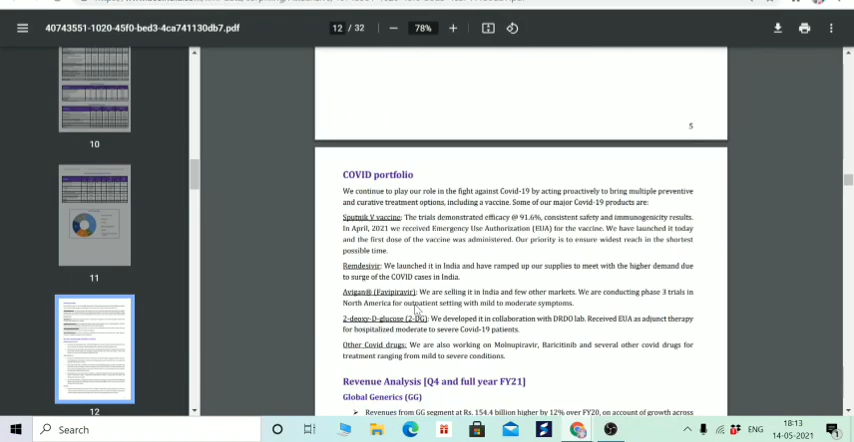 40743551-1020-45f0-bed3-4ca741130db7.pdf
12 / 32
78%
10
11
12
5
COVID portfolio
We continue to play our role in the fight against Covid-19 by acting proactively to bring multiple preventive
and curative treatment options, including a vaccine. Some of our major Covid-19 products are:
Sputnik V vaccine: The trials demonstrated efficacy @ 91.6%, consistent safety and immunogenicity results.
In April, 2021 we received Emergency Use Authorization (EUA) for the vaccine. We have launched it today
and the first dose of the vaccine was administered. Our priority is to ensure widest reach in the shortest
possible time.
Remdesivir: We launched it in India and have ramped up our supplies to meet with the higher demand due
to surge of the COVID cases in India.
Avigan® (Favipiravir): We are selling it in India and few other markets. We are conducting phase 3 trials in
North America for outpatient setting with mild to moderate symptoms.
2-deoxy-D-glucose (2-DG): We developed it in collaboration with DRDO lab. Received EUA as adjunct therapy
for hospitalized moderate to severe Covid-19 patients.
Other Covid drugs: We are also working on Molnupiravir, Baricitinib and several other covid drugs for
treatment ranging from mild to severe conditions.
Revenue Analysis [Q4 and full year FY21]
Global Generics (GG)
Revenues from GG segment at Rs. 154.4 billion higher by 12% over FY20, on account of growth across
Search
ENG
18:13
14-05-2021